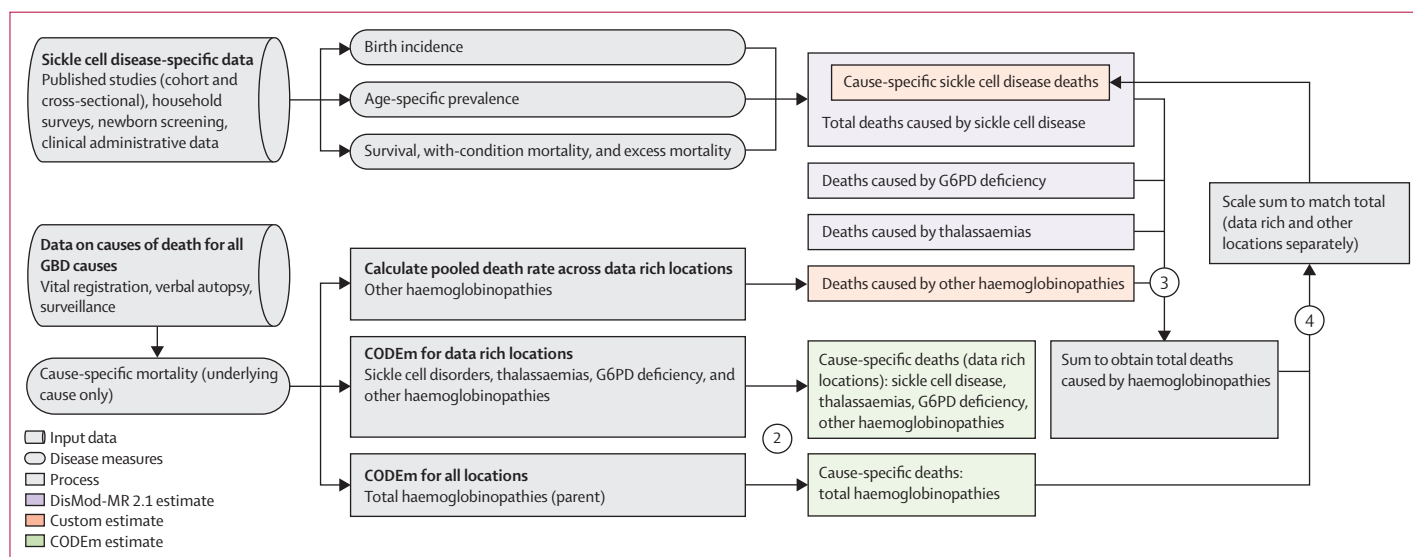 Sickle cell disease-specific data
Published studies (cohort and
cross-sectional), household
surveys, newborn screening,
clinical administrative data
Birth incidence
Age-specific prevalence
Survival, with-condition mortality, and excess mortality
Cause-specific sickle cell disease deaths
Total deaths caused by sickle cell disease
Deaths caused by G6PD deficiency
Deaths caused by thalassaemias
Deaths caused by other haemoglobinopathies
Scale sum to match total
(data rich and other
locations separately)
Data on causes of death for all
GBD causes
Vital registration, verbal autopsy,
surveillance
Cause-specific mortality (underlying
cause only)
Calculate pooled death rate across data rich locations
Other haemoglobinopathies
CODEm for data rich locations
Sickle cell disorders, thalassaemias, G6PD deficiency, and
other haemoglobinopathies
CODEm for all locations
Total haemoglobinopathies (parent)
2
Cause-specific deaths (data rich
locations): sickle cell disease,
thalassaemias, G6PD deficiency,
other haemoglobinopathies
Cause-specific deaths:
total haemoglobinopathies
3
Sum to obtain total deaths
caused by haemoglobinopathies
4
Input data
Disease measures
Process
DisMod-MR 2.1 estimate
Custom estimate
CODEm estimate